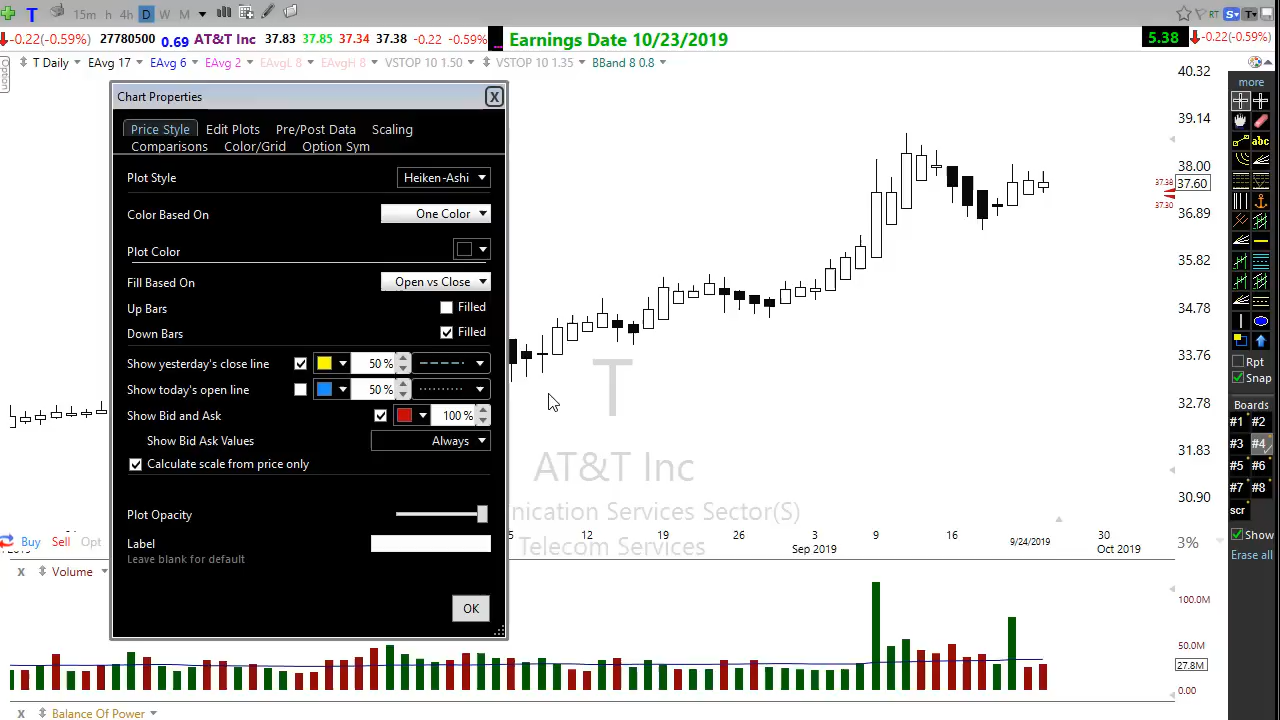 T 15m h 4h D W M RT S T
-0.22(-0.59%) 27780500 0.69 AT&T Inc 37.83 37.85 37.34 37.38 -0.22 -0.59% Earnings Date 10/23/2019 5.38 -0.22(-0.59%)
T Daily EAvg 17 EAvg 6 EAvg 2 EAvgL 8 EAvgH 8 VSTOP 10 1.50 VSTOP 10 1.35 BBand 8 0.8
Option
Chart Properties X
Price Style Edit Plots Pre/Post Data Scaling
Comparisons Color/Grid Option Sym
Plot Style Heiken-Ashi
Color Based On One Color
Plot Color
Fill Based On Open vs Close
Up Bars Filled
Down Bars Filled
Show yesterday's close line 50 %
Show today's open line 50 %
Show Bid and Ask 100 %
Show Bid Ask Values Always
Calculate scale from price only
Plot Opacity
Label
Leave blank for default
OK
T
AT&T Inc
nication Services Sector(S)
Telecom Services
40.32
39.14
38.00
37.38
37.60
37.30
36.89
35.82
34.78
33.76
32.78
31.83
30.90
3%
Buy Sell Opt
5 12 19 26 3 9 16 9/24/2019 30
Sep 2019 Oct 2019
X Volume
100.0M
50.0M
27.8M
0.00
X Balance Of Power
more
abc
Rpt
Snap
Boards
#1 #2
#3 #4
#5 #6
#7 #8
scr
Show
Erase all